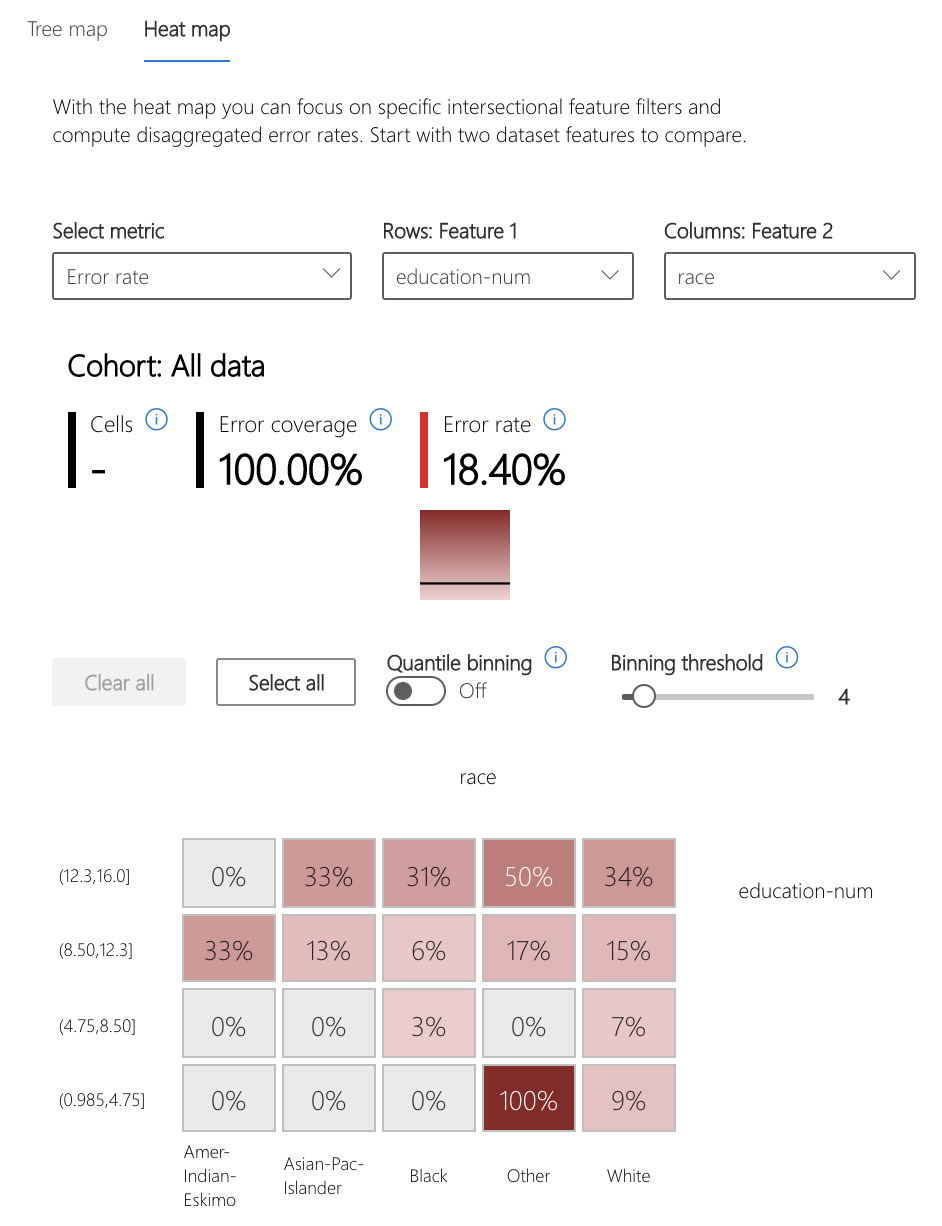 Tree map Heat map
With the heat map you can focus on specific intersectional feature filters and
compute disaggregated error rates. Start with two dataset features to compare.
Select metric Rows: Feature 1 Columns: Feature 2
Error rate education-num race
Cohort: All data
Cells Error coverage Error rate
- 100.00% 18.40%
Clear all Select all Quantile binning Off Binning threshold 4
race
(12.3,16.0] 0% 33% 31% 50% 34%
education-num
(8.50,12.3] 33% 13% 6% 17% 15%
(4.75,8.50] 0% 0% 3% 0% 7%
(0.985,4.75] 0% 0% 0% 100% 9%
Amer-
Indian-
Eskimo
Asian-Pac-
Islander
Black Other White